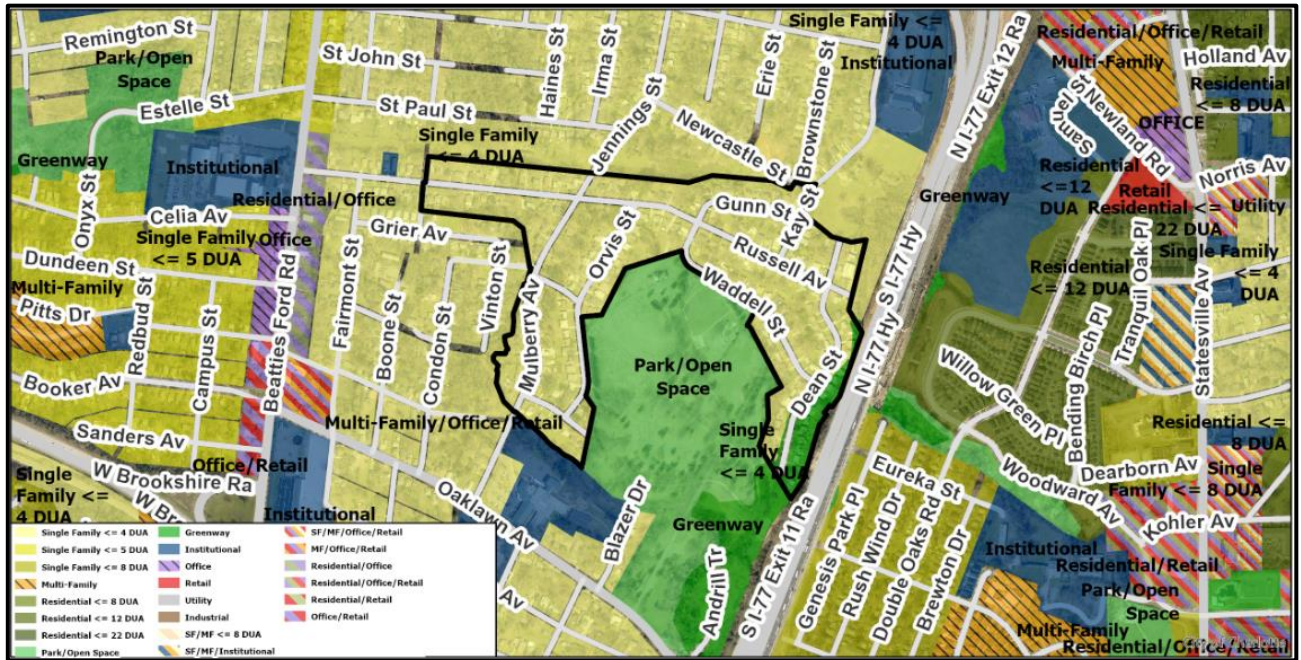 Remington St
Park/Open
Space
Estelle St
Greenway
Onyx St
Institutional
Celia Av
Single Family
<= 5 DUA
Dundeen St
Multi-Family
Pitts Dr
Redbud St
Campus St
Booker Av
Sanders Av
W Brookshire Ra
W Br
Single
Family <=
4 DUA
St John St
St Paul St
Haines St
Irma St
Jennings St
Erie St
Newcastle St
Brownstone St
Single Family
<= 4 DUA
Residential/Office
Office
Beatties Ford Rd
Grier Av
Fairmont St
Boone St
Condon St
Vinton St
Mulberry Av
Orvis St
Gunn St
Kay St
Russell Av
Waddell St
Dean St
Park/Open
Space
Single
Family
<= 4 DUA
Multi-Family/Office/Retail
Office/Retail
Institutional
Oaklawn Av
Av
Blazer Dr
Greenway
Andrill Tr
S I-77 Exit 11 Ra
Single Family <=
4 DUA
Institutional
N I-77 Exit 12 Ra
N I-77 Hy S I-77 Hy
Greenway
Residential/Office/Retail
Multi-Family
Holland Av
Residential
<= 8 DUA
Samuel St
Newland Rd
OFFICE
Norris Av
Residential
<=12
DUA
Retail
Residential <=
22 DUA
Utility
Single
Family <= 4
DUA
Residential
<= 12 DUA
Tranquil Oak Pl
Statesville Av
Bending Birch Pl
Willow Green Pl
Residential <=
8 DUA
Dearborn Av
Single
Family <= 8 DUA
Woodward Av
Kohler Av
Eureka St
Genesis Park Pl
Rush Wind Dr
Double Oaks Rd
Brewton Dr
Institutional
Residential/Retail
Park/Open
Space
Multi-Family
Residential/Office/Retail
Single Family <= 4 DUA
Single Family <= 5 DUA
Single Family <= 8 DUA
Multi-Family
Residential <= 8 DUA
Residential <= 12 DUA
Residential <= 22 DUA
Park/Open Space
Greenway
Institutional
Office
Retail
Utility
Industrial
SF/MF <= 8 DUA
SF/MF/Institutional
SF/MF/Office/Retail
MF/Office/Retail
Residential/Office
Residential/Office/Retail
Residential/Retail
Office/Retail